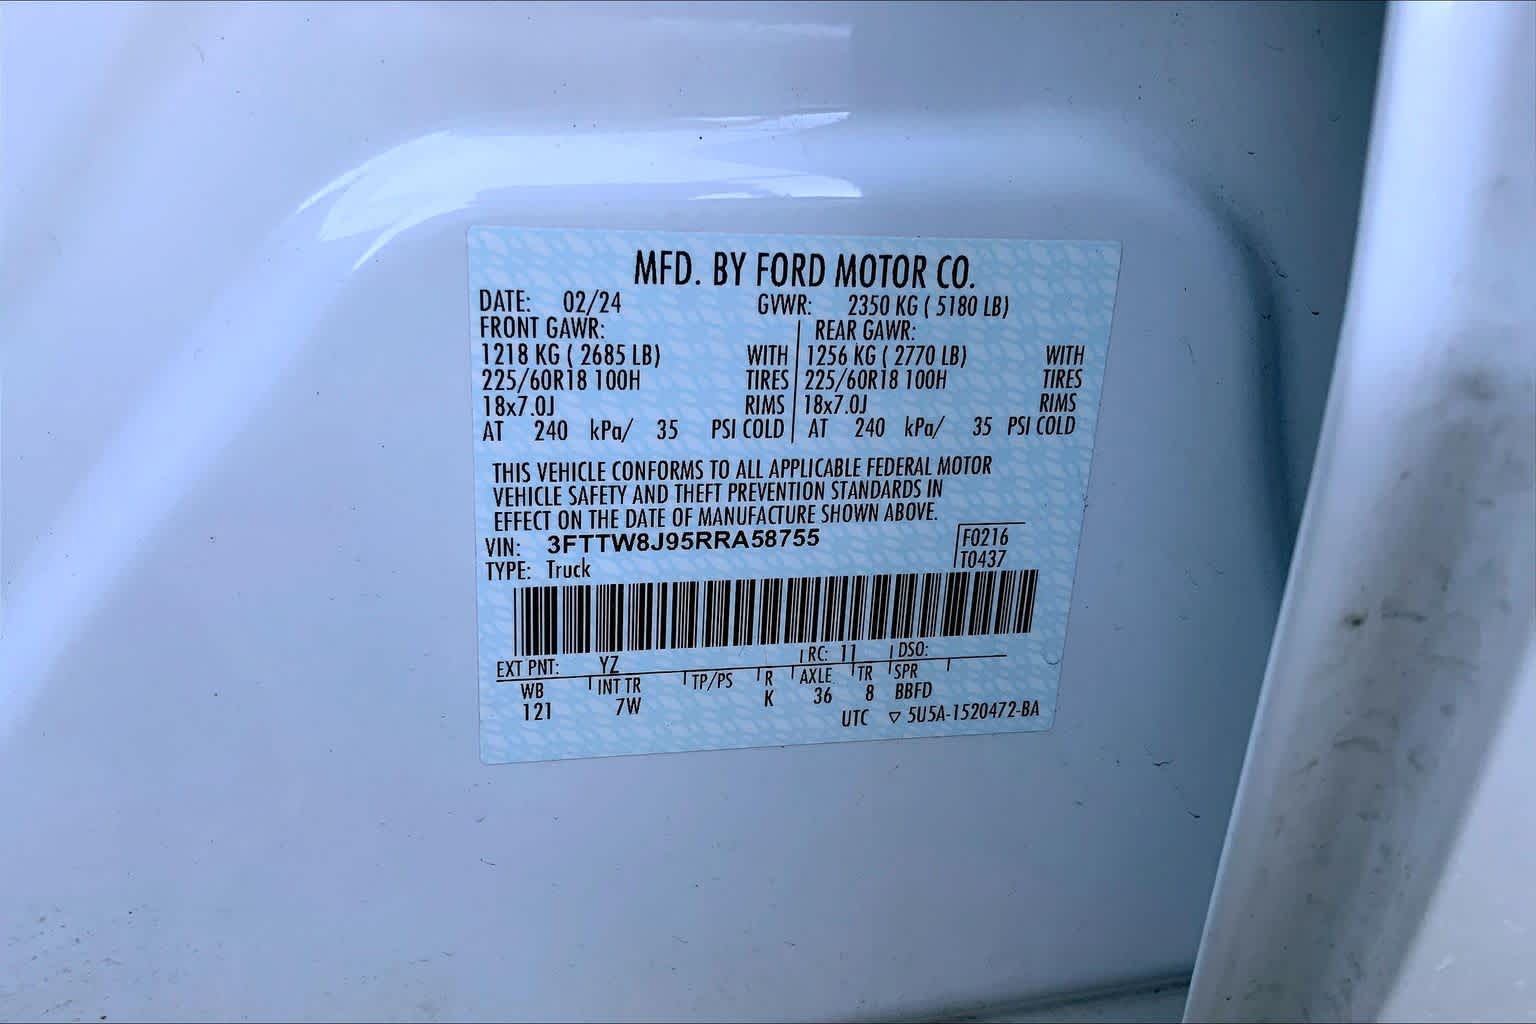 MFD. BY FORD MOTOR CO.
DATE: 02/24 GVWR: 2350 KG ( 5180 LB)
FRONT GAWR: REAR GAWR:
1218 KG ( 2685 LB) WITH 1256 KG ( 2770 LB) WITH
225/60R18 100H TIRES 225/60R18 100H TIRES
18x7.0J RIMS 18x7.0J RIMS
AT 240 kPa/ 35 PSI COLD AT 240 kPa/ 35 PSI COLD
THIS VEHICLE CONFORMS TO ALL APPLICABLE FEDERAL MOTOR
VEHICLE SAFETY AND THEFT PREVENTION STANDARDS IN
EFFECT ON THE DATE OF MANUFACTURE SHOWN ABOVE.
VIN: 3FTTW8J95RRA58755 F0216
TYPE: Truck T0437
EXT PNT: YZ RC: 11 DSO:
WB INT TR TP/PS R AXLE TR SPR
121 7W K 36 8 BBFD
UTC ▽ 5U5A-1520472-BA